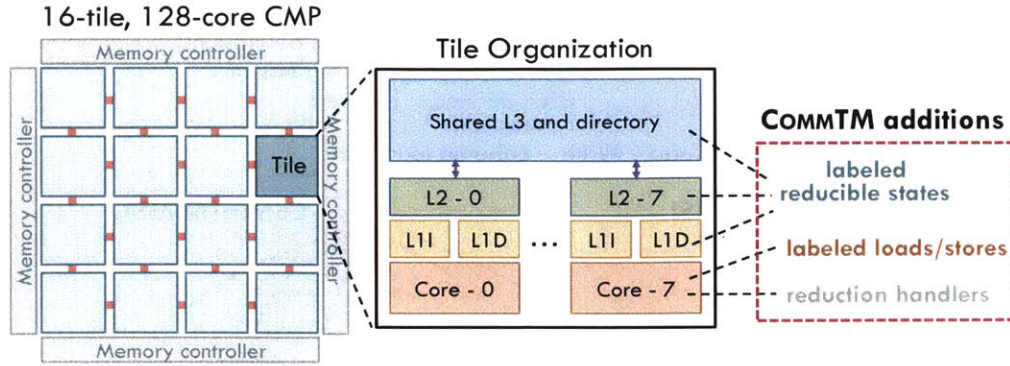 16-tile, 128-core CMP
Memory controller
Memory controller
Tile
Memory controller
Memory controller
Tile Organization
Shared L3 and directory
L2 - 0
L2 - 7
L1I
L1D
...
L1I
L1D
Core - 0
Core - 7
COMMTM additions
labeled
reducible states
labeled loads/stores
reduction handlers